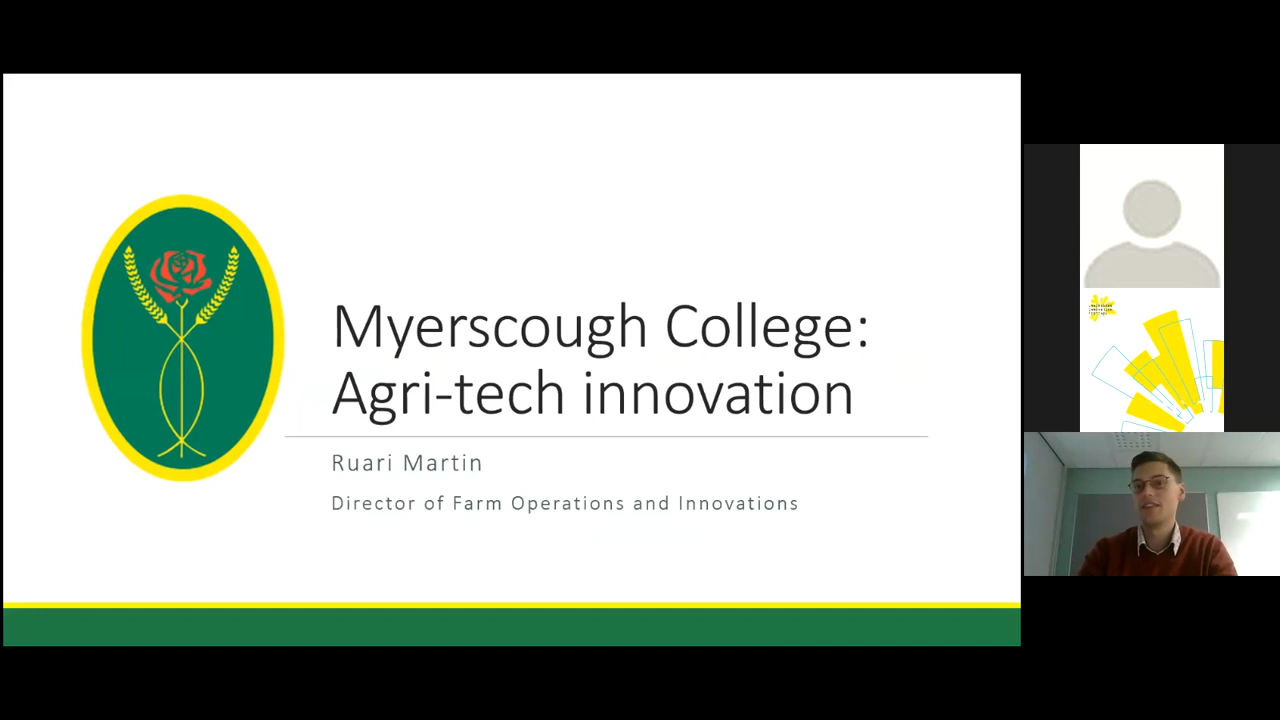 Myerscough College:
Agri-tech innovation
Ruari Martin
Director of Farm Operations and Innovations